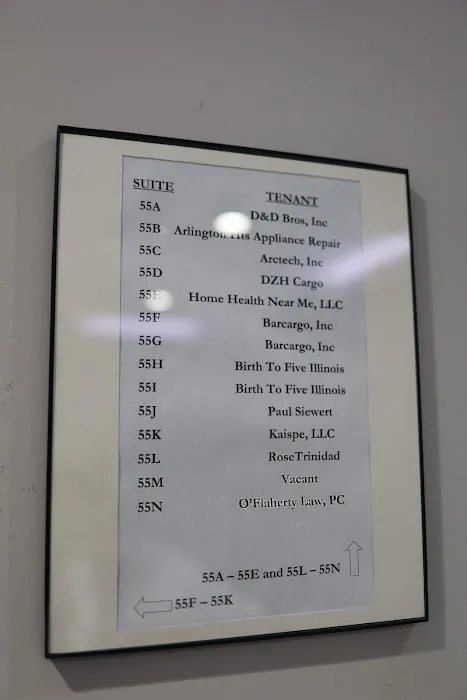 SUITE TENANT
55A D&D Bros, Inc
55B Arlington Hts Appliance Repair
55C Arctech, Inc
55D DZH Cargo
55E Home Health Near Me, LLC
55F Barcargo, Inc
55G Barcargo, Inc
55H Birth To Five Illinois
55I Birth To Five Illinois
55J Paul Siewert
55K Kaispe, LLC
55L RoseTrinidad
55M Vacant
55N O'Flaherty Law, PC
55A – 55E and 55L – 55N
55F – 55K